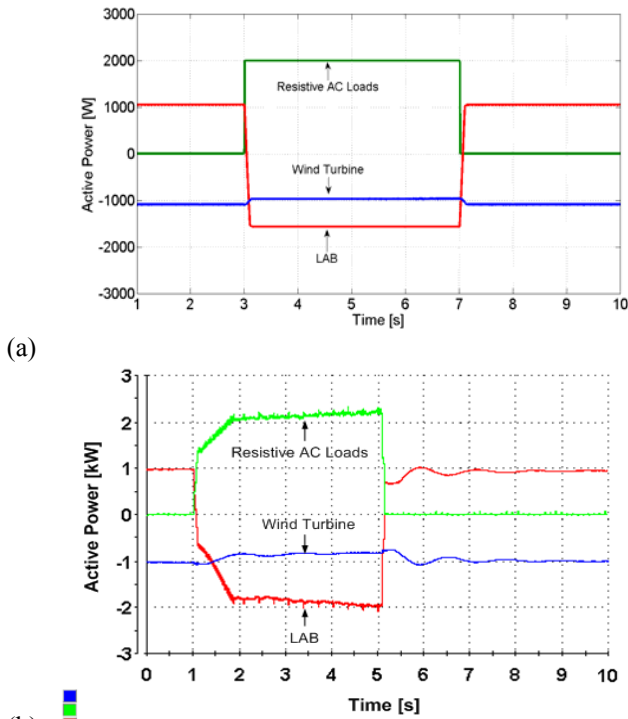 3000
2000
1000
0
-1000
-2000
-3000
Active Power [W]
Resistive AC Loads
Wind Turbine
LAB
1 2 3 4 5 6 7 8 9 10
Time [s]
(a)
3
2
1
0
-1
-2
-3
Active Power [kW]
Resistive AC Loads
Wind Turbine
LAB
0 1 2 3 4 5 6 7 8 9 10
Time [s]